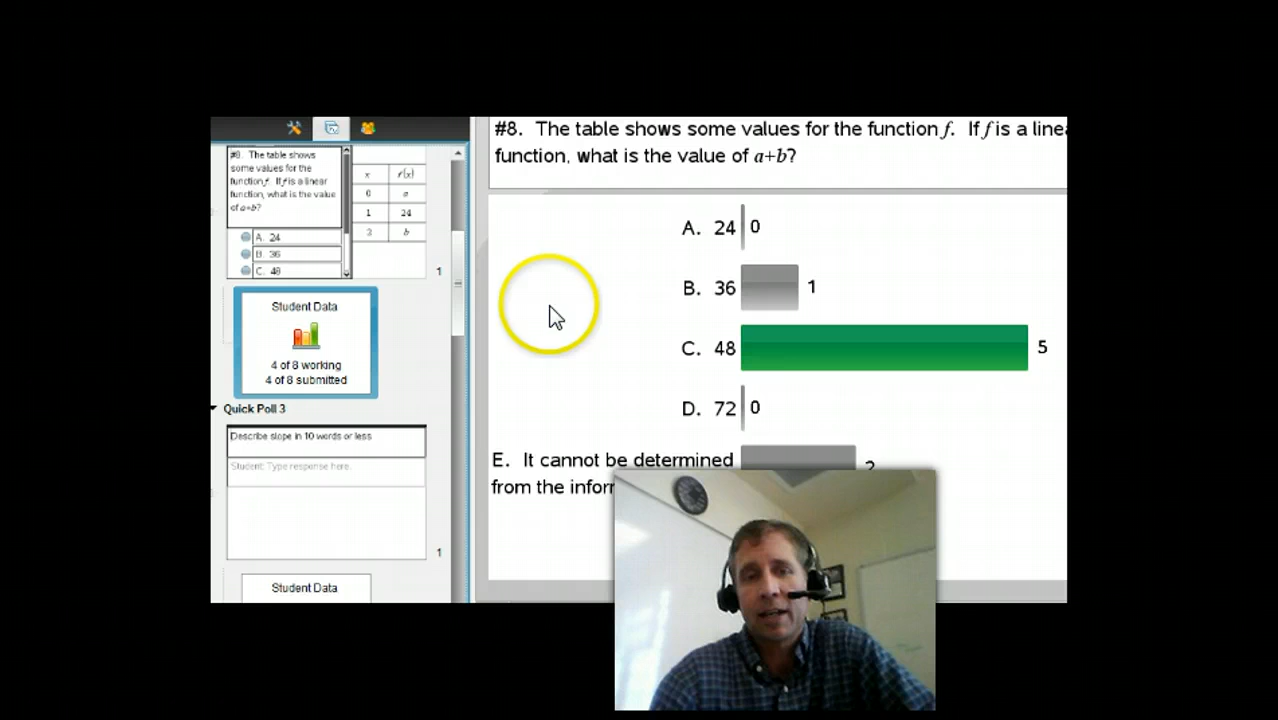 #8. The table shows
some values for the
function f. If f is a linear
function, what is the value
of a+b?
x f(x)
0 a
1 24
2 b
A. 24
B. 36
C. 48
1
Student Data
4 of 8 working
4 of 8 submitted
Quick Poll 3
Describe slope in 10 words or less
Student: Type response here.
1
Student Data
#8. The table shows some values for the function f. If f is a linea
function, what is the value of a+b?
A. 24 0
B. 36 1
C. 48 5
D. 72 0
E. It cannot be determined 2
from the infor